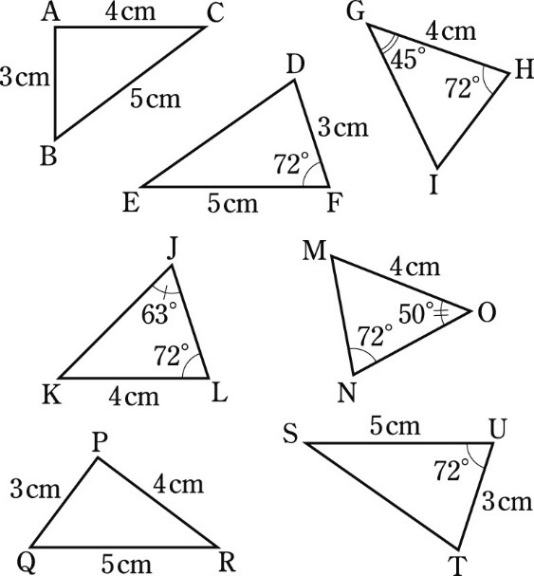 A 4cm C
3cm
5cm
B
G
4cm
45°
72°
H
I
D
3cm
72°
E
5cm
F
J
63°
72°
K
4cm
L
M
4cm
50°
O
72°
N
P
3cm
4cm
Q
5cm
R
S
5cm
U
72°
3cm
T